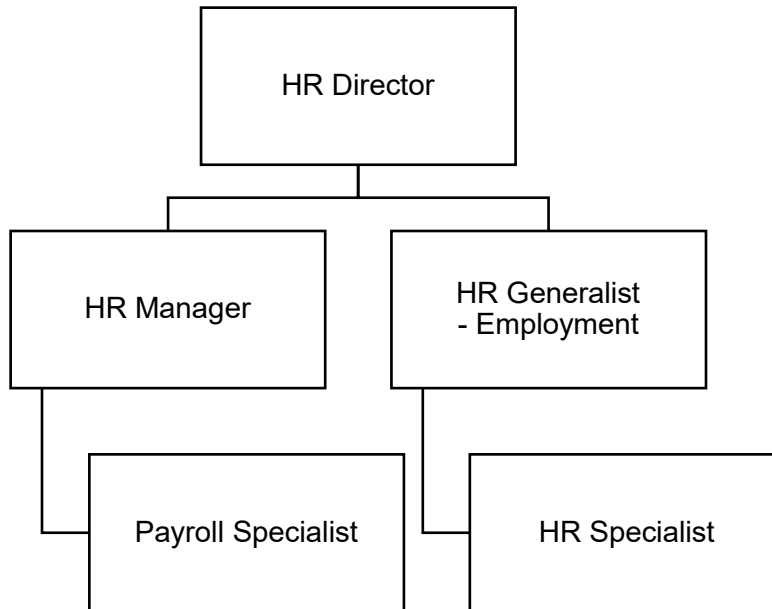 HR Director
HR Manager
HR Generalist
- Employment
Payroll Specialist
HR Specialist